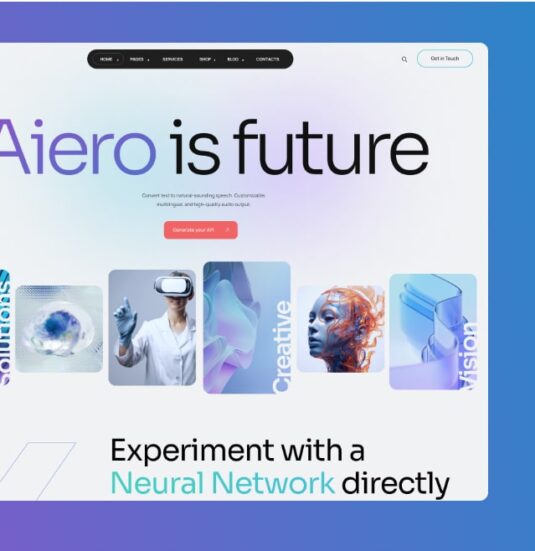 HOME PAGES SERVICES SHOP BLOG CONTACTS
Get in Touch
Aiero is future
Convert text to natural-sounding speech. Customizable,
multilingual, and high-quality audio output.
Generate your API
Solutions
Creative
Vision
Experiment with a
Neural Network directly